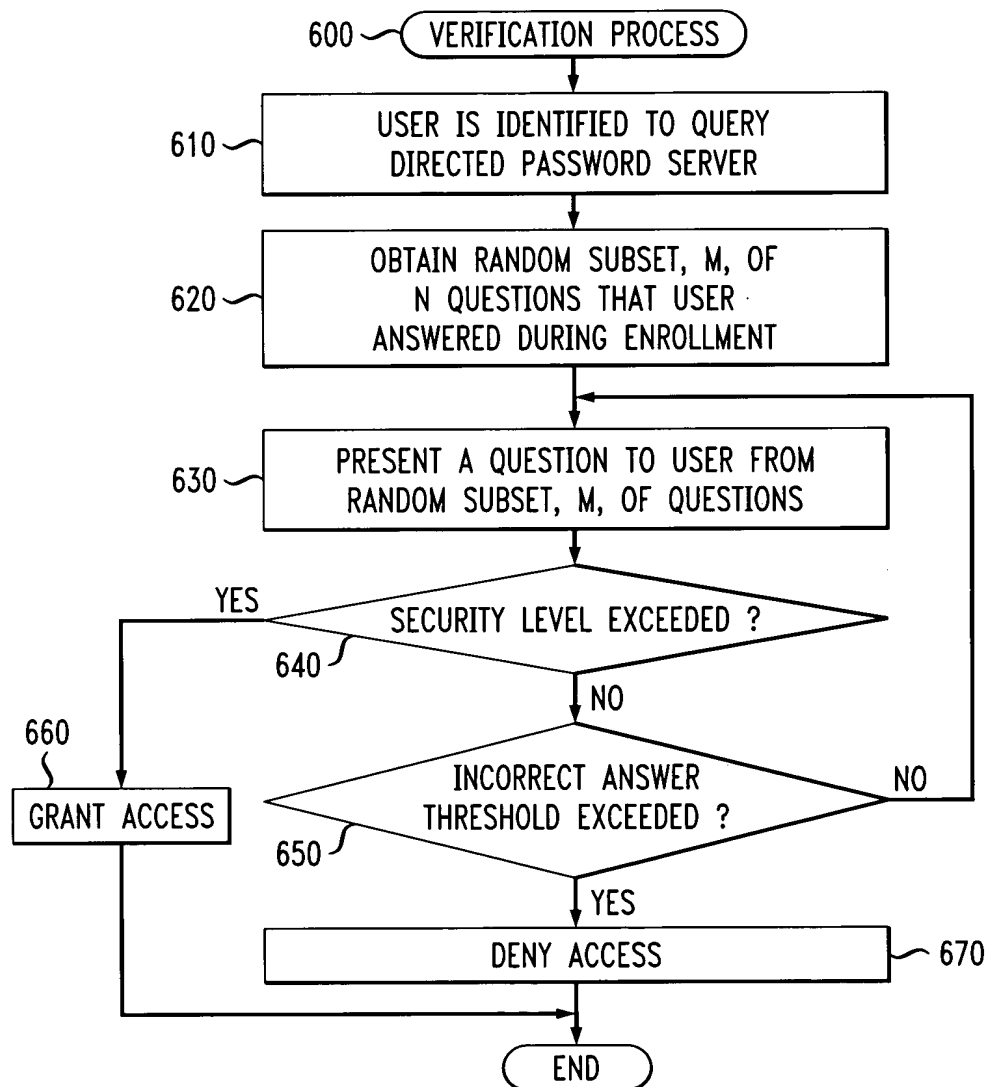 600
VERIFICATION PROCESS
610
USER IS IDENTIFIED TO QUERY
DIRECTED PASSWORD SERVER
620
OBTAIN RANDOM SUBSET, M, OF
N QUESTIONS THAT USER
ANSWERED DURING ENROLLMENT
630
PRESENT A QUESTION TO USER FROM
RANDOM SUBSET, M, OF QUESTIONS
YES
SECURITY LEVEL EXCEEDED ?
640
NO
660
GRANT ACCESS
INCORRECT ANSWER
THRESHOLD EXCEEDED ?
650
NO
YES
DENY ACCESS
670
END